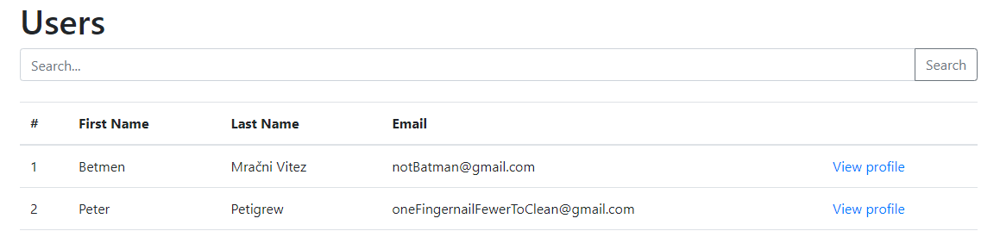 Users
Search... Search
# First Name Last Name Email
1 Betmen Mračni Vitez notBatman@gmail.com View profile
2 Peter Petigrew oneFingernailFewerToClean@gmail.com View profile